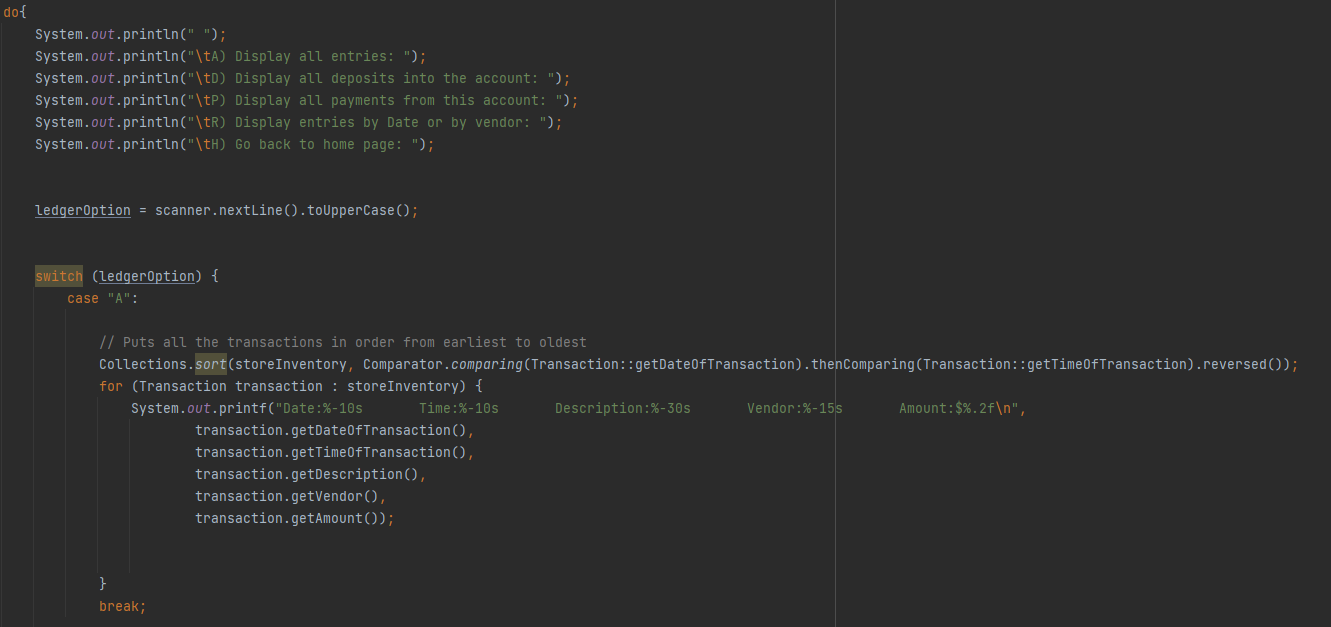 do{
System.out.println(" ");
System.out.println("\tA) Display all entries: ");
System.out.println("\tD) Display all deposits into the account: ");
System.out.println("\tP) Display all payments from this account: ");
System.out.println("\tR) Display entries by Date or by vendor: ");
System.out.println("\tH) Go back to home page: ");
ledgerOption = scanner.nextLine().toUpperCase();
switch (ledgerOption) {
case "A":
// Puts all the transactions in order from earliest to oldest
Collections.sort(storeInventory, Comparator.comparing(Transaction::getDateOfTransaction).thenComparing(Transaction::getTimeOfTransaction).reversed());
for (Transaction transaction : storeInventory) {
System.out.printf("Date:%-10s       Time:%-10s       Description:%-30s       Vendor:%-15s       Amount:$%.2f\n",
transaction.getDateOfTransaction(),
transaction.getTimeOfTransaction(),
transaction.getDescription(),
transaction.getVendor(),
transaction.getAmount());
}
break;